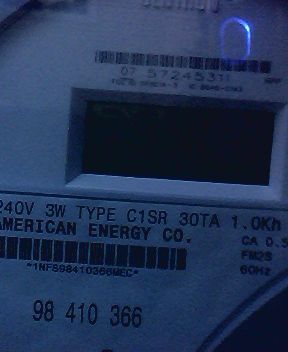 07 57245311
240V 3W TYPE C1SR 30TA 1.0Kh
AMERICAN ENERGY CO.
CA 0.5
FM2S
60Hz
*1NF698410366MEC*
98 410 366